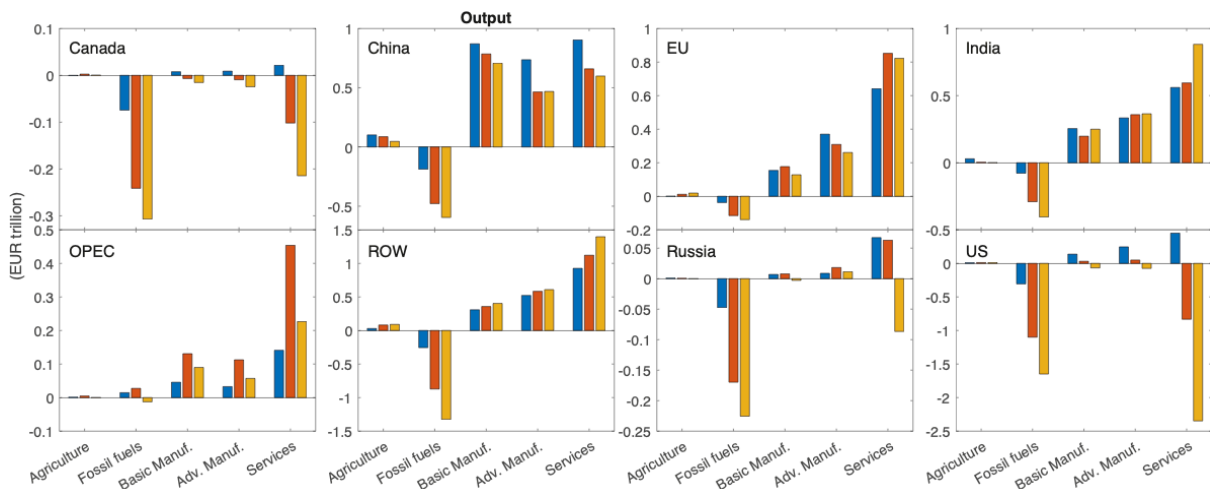 Output
(EUR trillion)
Canada
0.1
0
-0.1
-0.2
-0.3
China
1
0.5
0
-0.5
EU
1
0.8
0.6
0.4
0.2
0
-0.2
India
1
0.5
0
-0.5
OPEC
0.5
0.4
0.3
0.2
0.1
0
-0.1
Agriculture
Fossil fuels
Basic Manuf.
Adv. Manuf.
Services
ROW
1.5
1
0.5
0
-0.5
-1
-1.5
Agriculture
Fossil fuels
Basic Manuf.
Adv. Manuf.
Services
Russia
0.05
0
-0.05
-0.1
-0.15
-0.2
-0.25
Agriculture
Fossil fuels
Basic Manuf.
Adv. Manuf.
Services
US
0
-0.5
-1
-1.5
-2
-2.5
Agriculture
Fossil fuels
Basic Manuf.
Adv. Manuf.
Services